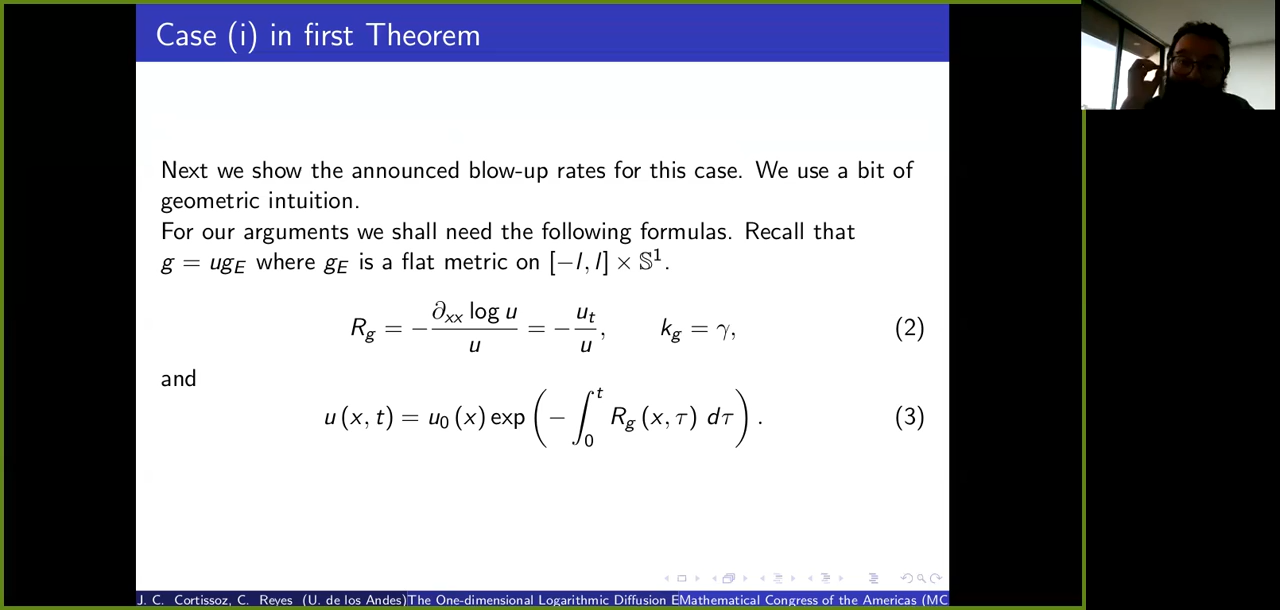 Case (i) in first Theorem
Next we show the announced blow-up rates for this case. We use a bit of
geometric intuition.
For our arguments we shall need the following formulas. Recall that
g = ug_E where g_E is a flat metric on [−l, l] × 𝕊¹.
R_g = − ∂_xx log u / u = − u_t / u, k_g = γ, (2)
and
u (x, t) = u₀ (x) exp ( − ∫₀ᵗ R_g (x, τ) dτ ) . (3)
J. C. Cortissoz, C. Reyes (U. de los Andes)The One-dimensional Logarithmic Diffusion EMathematical Congress of the Americas (MC